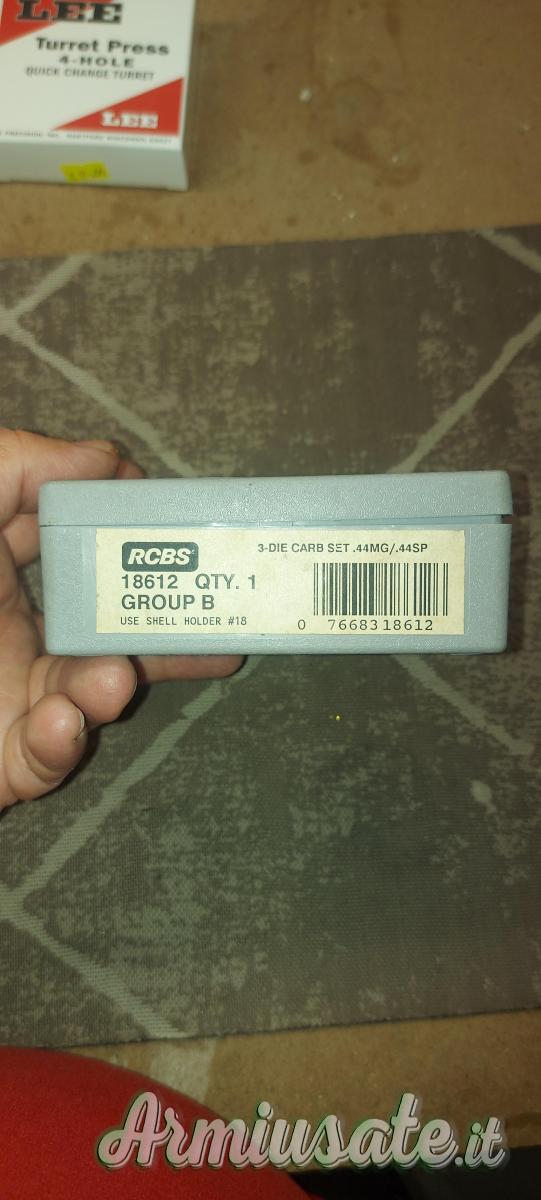 LEE
Turret Press
4-HOLE
QUICK CHANGE TURRET
LEE
RCBS
3-DIE CARB SET .44MG/.44SP
18612 QTY. 1
GROUP B
USE SHELL HOLDER #18
0 7668318612
Armiusate.it